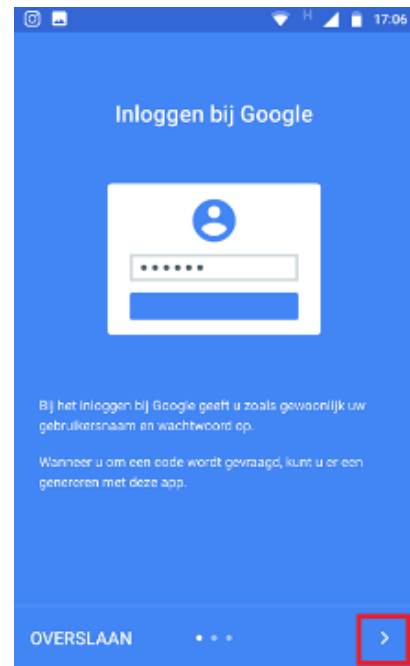 H 17:06
Inloggen bij Google
Bij het inloggen bij Google geeft u zoals gewoonlijk uw
gebruikersnaam en wachtwoord op.
Wanneer u om een code wordt gevraagd, kunt u er een
genereren met deze app.
OVERSLAAN